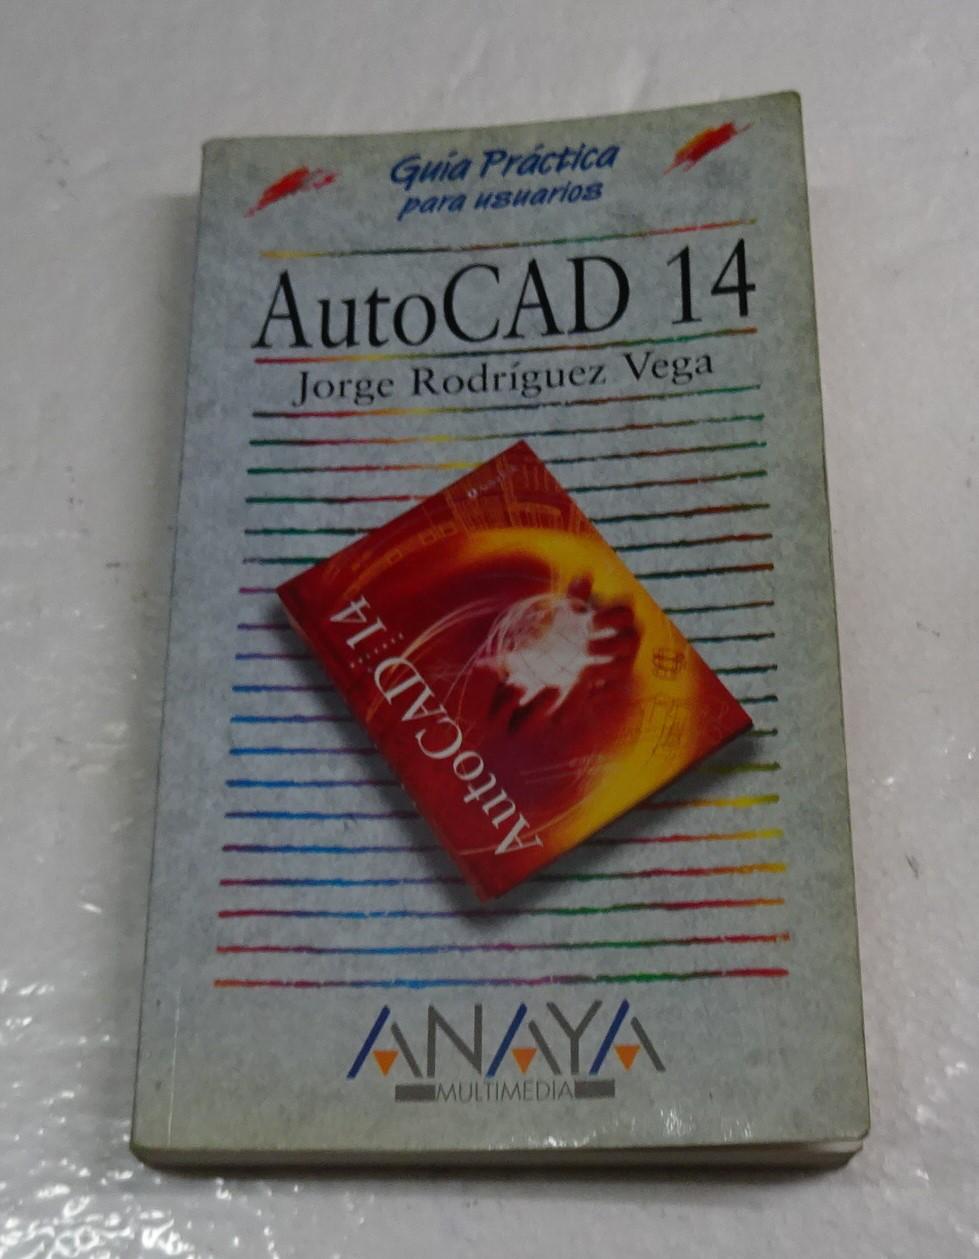 Guía Práctica
para usuarios
AutoCAD 14
Jorge Rodríguez Vega
AutoCAD 14
ANAYA
MULTIMEDIA